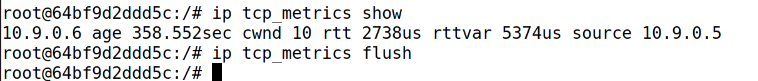 root@64bf9d2ddd5c:/# ip tcp_metrics show
10.9.0.6 age 358.552sec cwnd 10 rtt 2738us rttvar 5374us source 10.9.0.5
root@64bf9d2ddd5c:/# ip tcp_metrics flush
root@64bf9d2ddd5c:/#